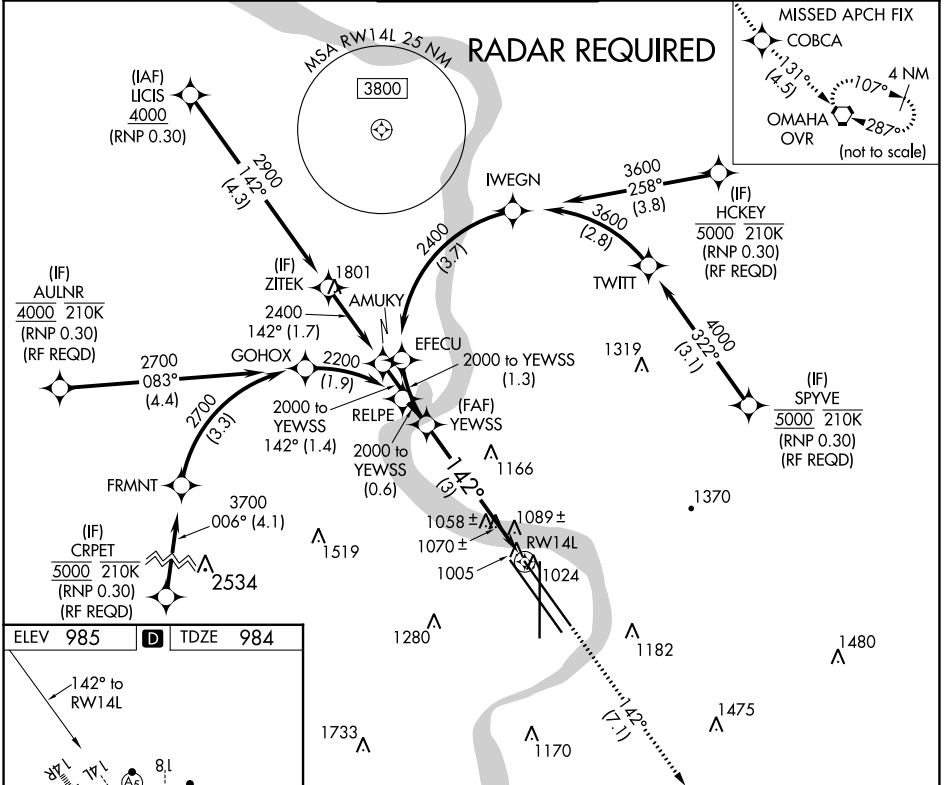 MSA RW14L 25 NM
3800
RADAR REQUIRED
MISSED APCH FIX
COBCA
131°
(4.5)
4 NM
107°
287°
OMAHA
OVR
(not to scale)
(IAF)
LICIS
4000
(RNP 0.30)
2900
142°
(4.3)
IWEGN
3600
258°
(3.8)
(IF)
HCKEY
5000 210K
(RNP 0.30)
(RF REQD)
3600
(2.8)
TWITT
2400
(3.7)
(IF)
ZITEK
1801
AMUKY
2400
142° (1.7)
(IF)
AULNR
4000 210K
(RNP 0.30)
(RF REQD)
2700
083°
(4.4)
GOHOX
2200
(1.9)
EFECU
2000 to YEWSS
(1.3)
1319
4000
322°
(3.1)
(IF)
SPYVE
5000 210K
(RNP 0.30)
(RF REQD)
2700
(3.3)
2000 to
YEWSS
142° (1.4)
RELPE
(FAF)
YEWSS
2000 to
YEWSS
(0.6)
142°
(3)
1166
1370
FRMNT
3700
006° (4.1)
(IF)
CRPET
5000 210K
(RNP 0.30)
(RF REQD)
2534
1519
1058 ±
1089 ±
1070 ±
RW14L
1005
1024
1280
1182
1480
1475
1733
1170
142°
(7.1)
ELEV 985 D TDZE 984
142° to
RW14L
14R
14L
A5
18